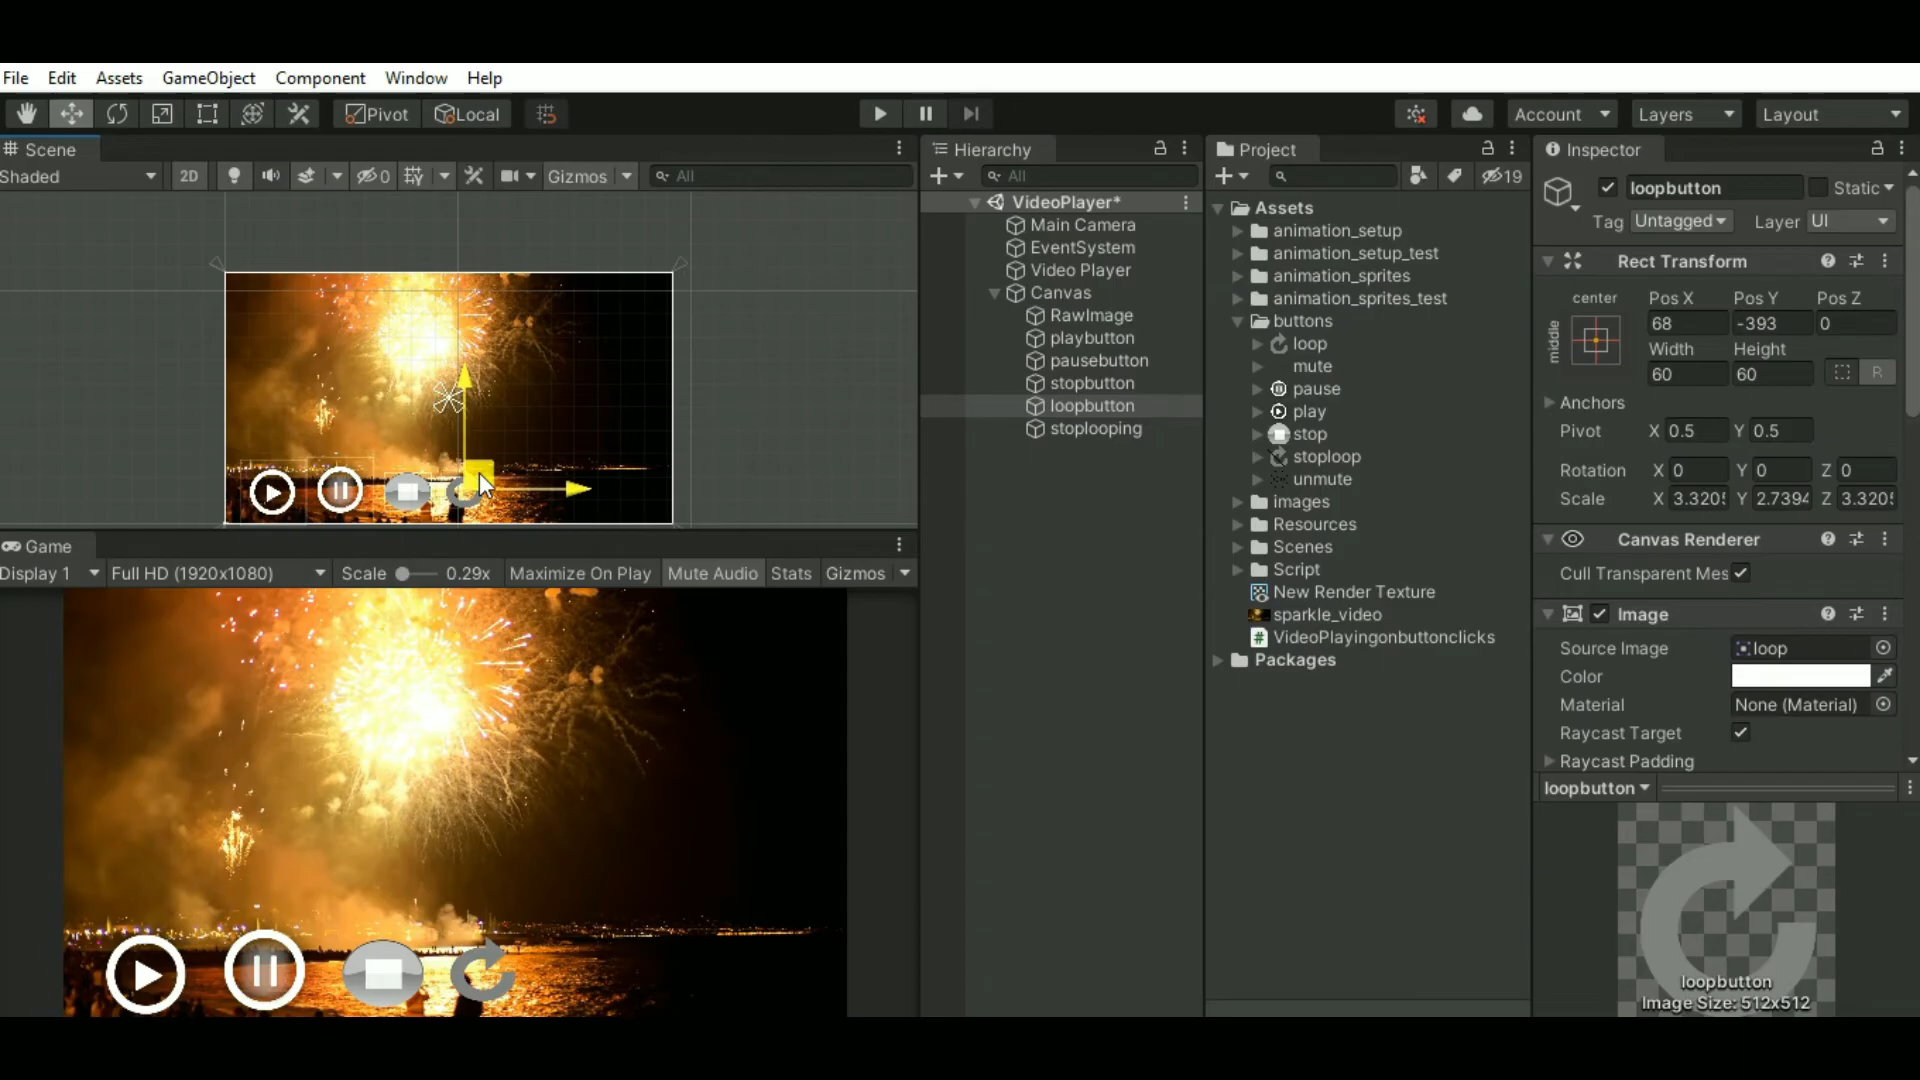 File Edit Assets GameObject Component Window Help
Pivot Local
Account Layers Layout
Scene
Shaded 2D 0 Gizmos All
Game
Display 1 Full HD (1920x1080) Scale 0.29x Maximize On Play Mute Audio Stats Gizmos
Hierarchy
All
VideoPlayer*
Main Camera
EventSystem
Video Player
Canvas
RawImage
playbutton
pausebutton
stopbutton
loopbutton
stoplooping
Project
19
Assets
animation_setup
animation_setup_test
animation_sprites
animation_sprites_test
buttons
loop
mute
pause
play
stop
stoploop
unmute
images
Resources
Scenes
Script
New Render Texture
sparkle_video
VideoPlayingonbuttonclicks
Packages
Inspector
loopbutton Static
Tag Untagged Layer UI
Rect Transform
center Pos X Pos Y Pos Z
middle 68 -393 0
Width Height
60 60 R
Anchors
Pivot X 0.5 Y 0.5
Rotation X 0 Y 0 Z 0
Scale X 3.320 Y 2.7394 Z 3.320
Canvas Renderer
Cull Transparent Mes
Image
Source Image loop
Color
Material None (Material)
Raycast Target
Raycast Padding
loopbutton
loopbutton
Image Size: 512x512